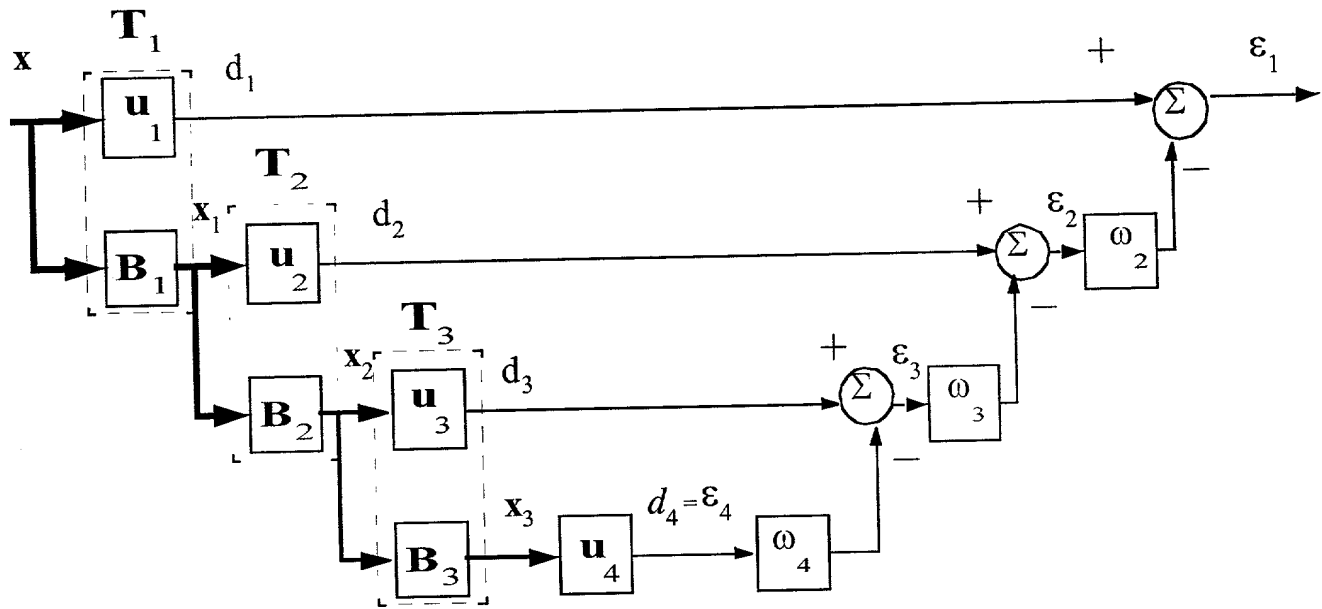 T₁
x
u₁
d₁
+
Σ
ε₁
−
T₂
x₁
B₁
u₂
d₂
+
Σ
ε₂
ω₂
−
T₃
x₂
B₂
u₃
d₃
+
Σ
ε₃
ω₃
−
x₃
B₃
u₄
d₄=ε₄
ω₄